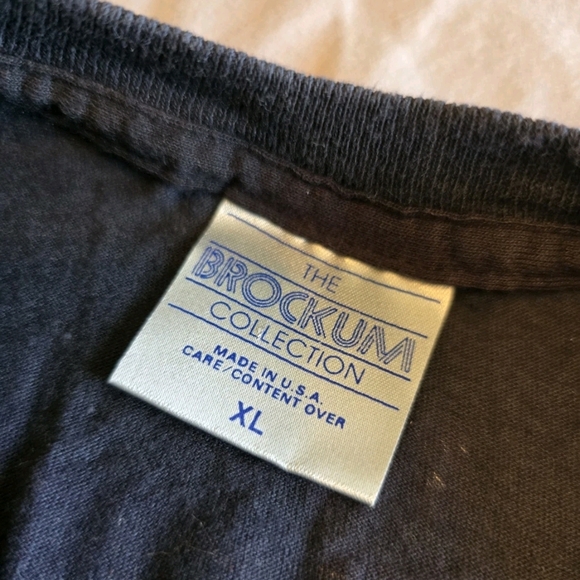 THE
BROCKUM
COLLECTION
MADE IN U.S.A.
CARE/CONTENT OVER
XL